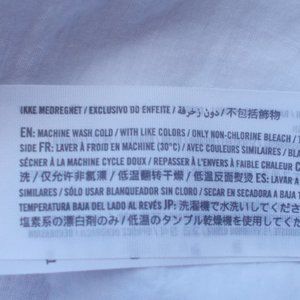 IKKE MEDREGNET / EXCLUSIVO DO ENFEITE / دون زخرفة / 不包括飾物
EN: MACHINE WASH COLD / WITH LIKE COLORS / ONLY NON-CHLORINE BLEACH /
SIDE FR: LAVER À FROID EN MACHINE (30°C) / AVEC COULEURS SIMILAIRES /
SÉCHER À LA MACHINE CYCLE DOUX / REPASSER À L'ENVERS À FAIBLE CHALEUR
洗 / 仅允许非氯漂 / 低温翻转干燥 / 低温反面熨烫 ES: LAVAR A
SIMILARES / SÓLO USAR BLANQUEADOR SIN CLORO / SECAR EN SECADORA A BAJA
TEMPERATURA BAJA DEL LADO AL REVÉS JP: 洗濯機で水洗いしてください
塩素系の漂白剤のみ / 低温のタンブル乾燥機を使用してく